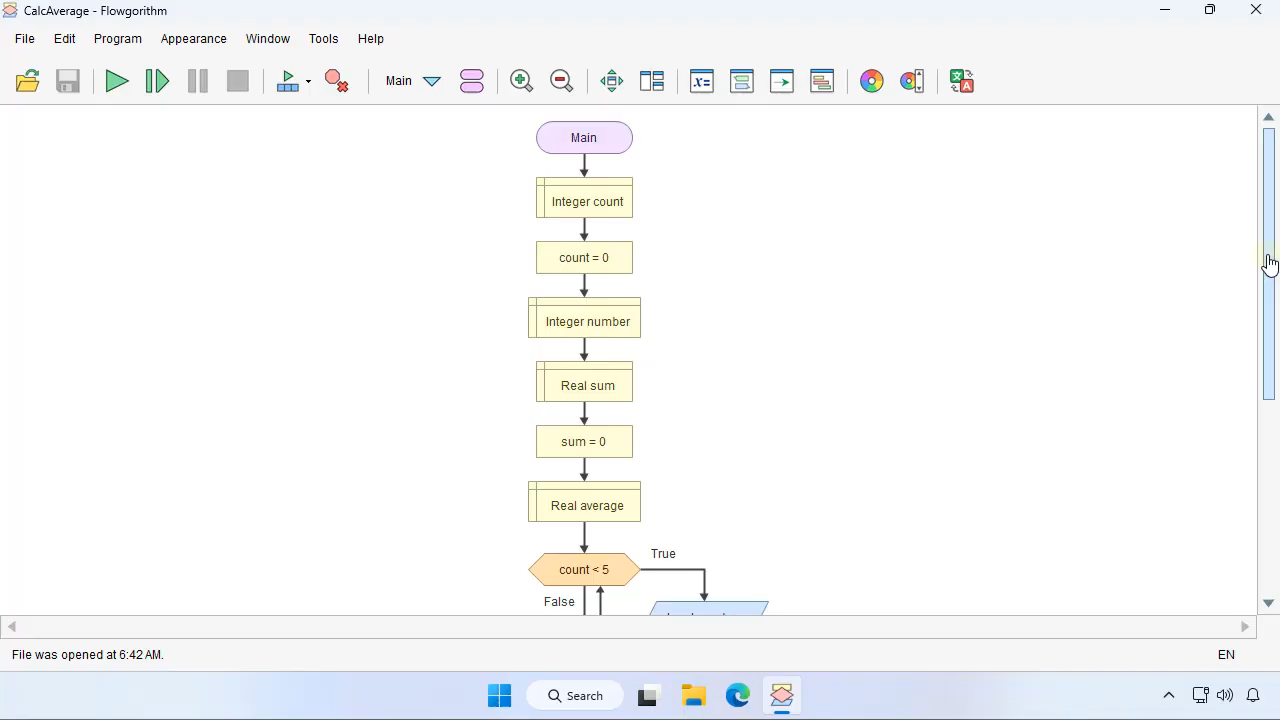 CalcAverage - Flowgorithm
File Edit Program Appearance Window Tools Help
Main
Main
Integer count
count = 0
Integer number
Real sum
sum = 0
Real average
True
count < 5
False
File was opened at 6:42 AM.
EN
Search